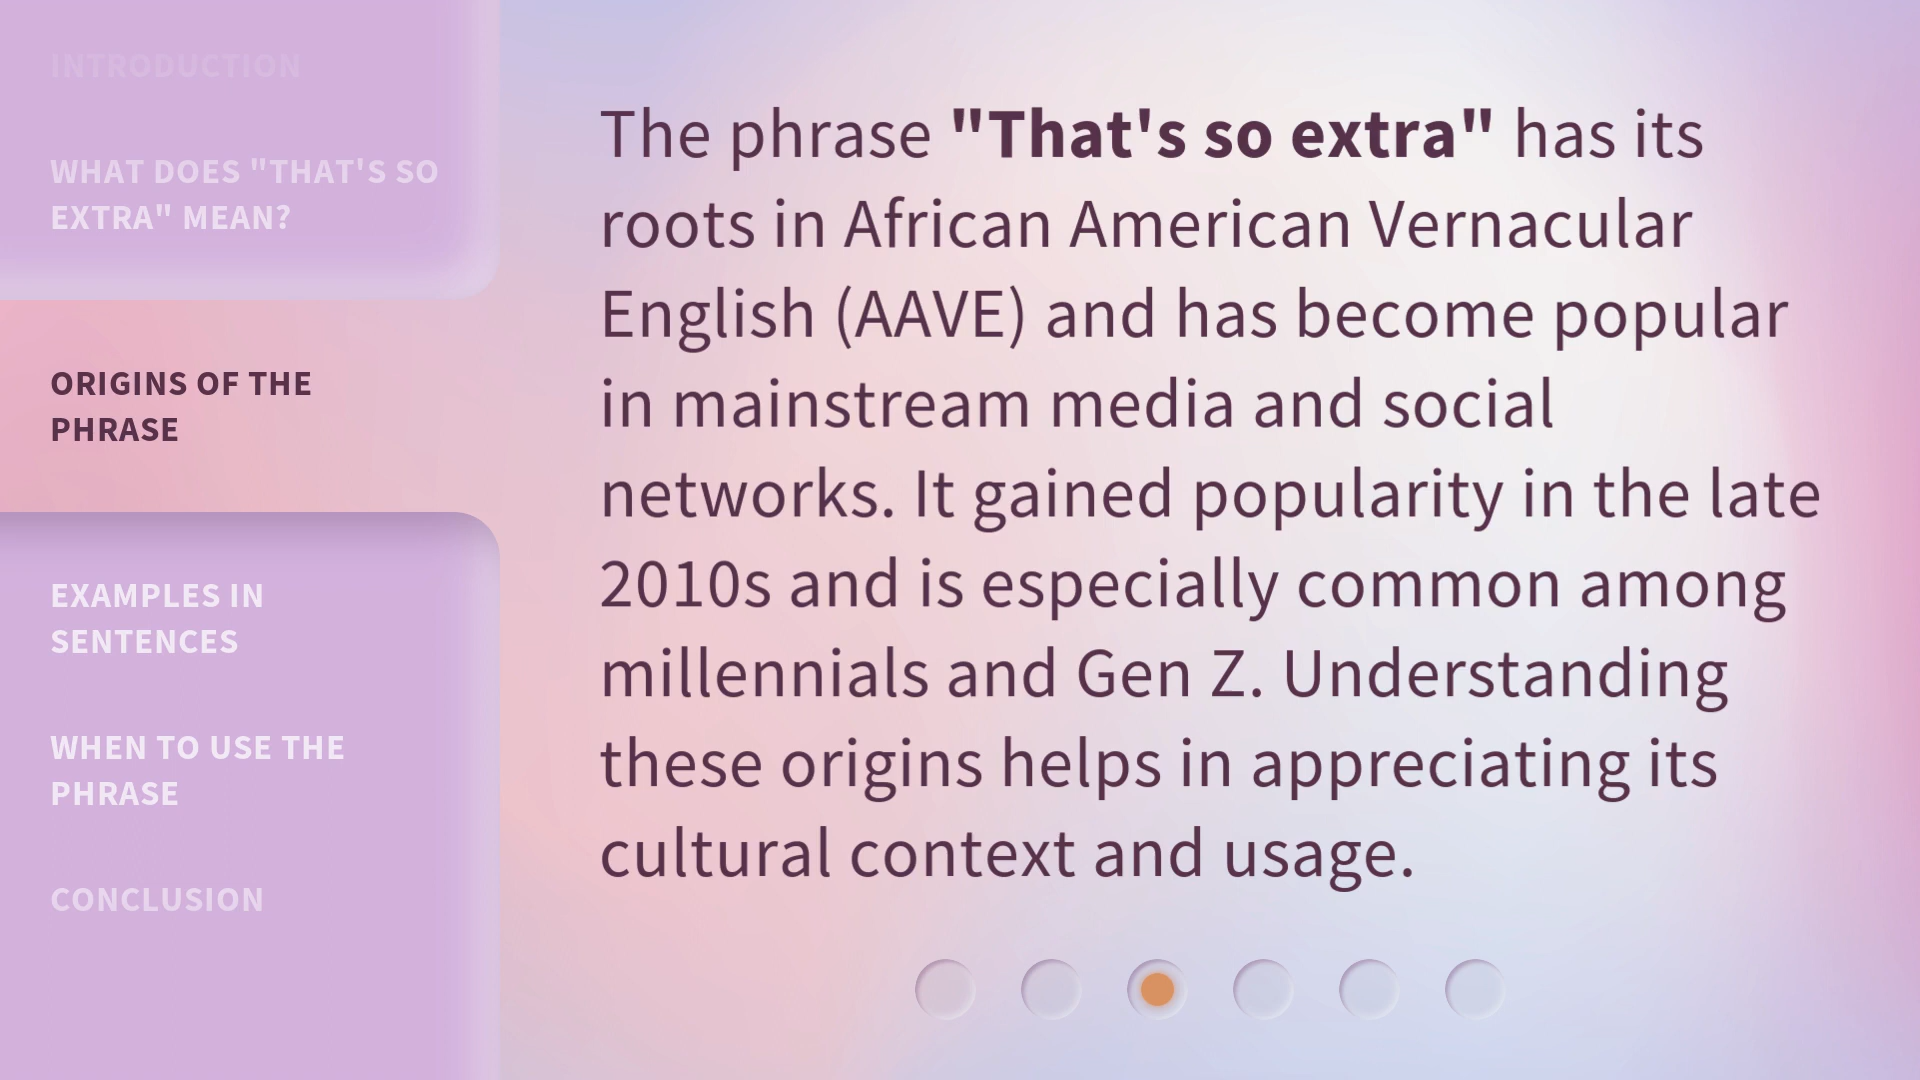 INTRODUCTION
WHAT DOES "THAT'S SO
EXTRA" MEAN?
ORIGINS OF THE
PHRASE
EXAMPLES IN
SENTENCES
WHEN TO USE THE
PHRASE
CONCLUSION
The phrase "That's so extra" has its
roots in African American Vernacular
English (AAVE) and has become popular
in mainstream media and social
networks. It gained popularity in the late
2010s and is especially common among
millennials and Gen Z. Understanding
these origins helps in appreciating its
cultural context and usage.